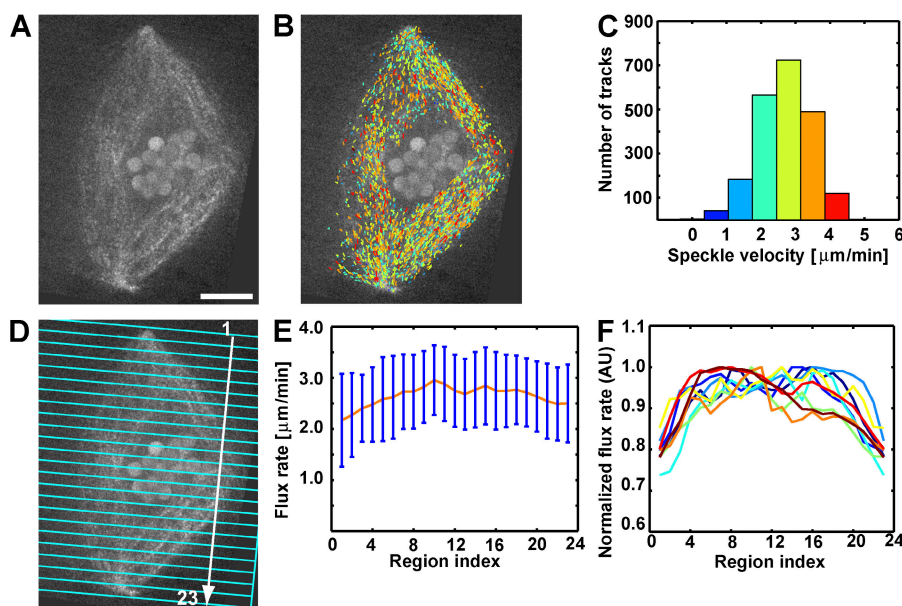 A
B
C
900
700
500
300
100
Number of tracks
0 1 2 3 4 5 6
Speckle velocity [μm/min]
D
1
23
E
4.0
3.0
2.0
1.0
Flux rate [μm/min]
0 4 8 12 16 20 24
Region index
F
1.1
1.0
0.9
0.8
0.7
0.6
Normalized flux rate (AU)
0 4 8 12 16 20 24
Region index